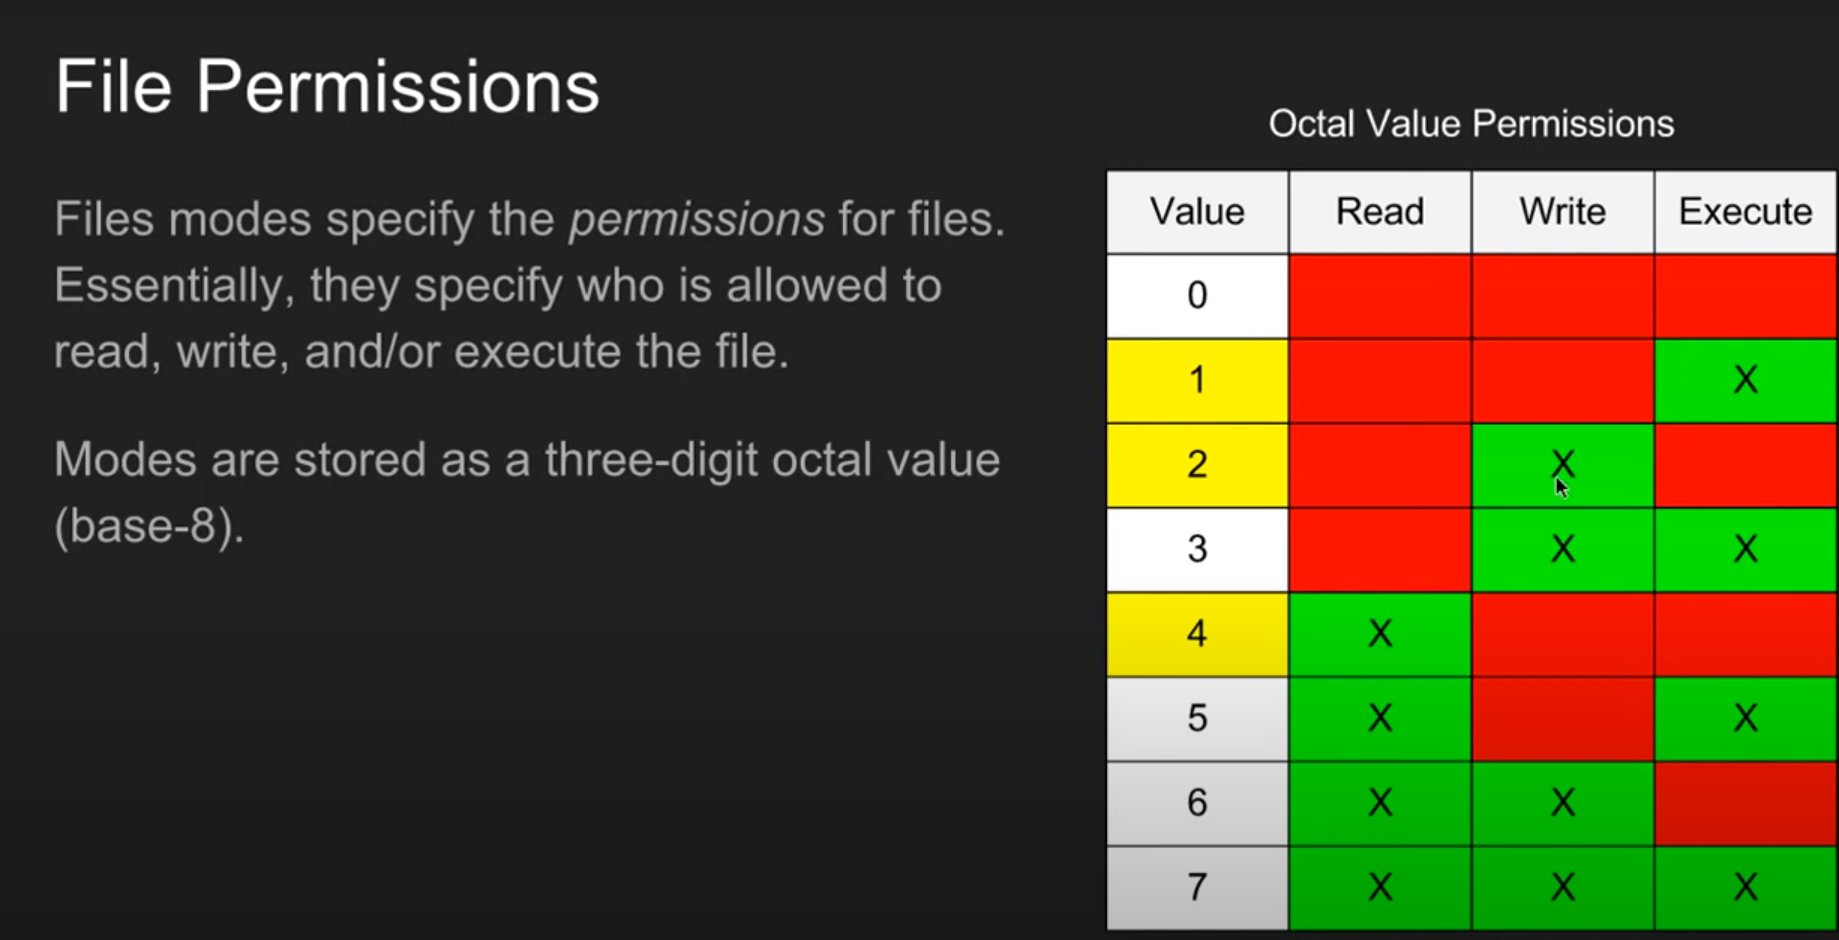 File Permissions
Files modes specify the permissions for files.
Essentially, they specify who is allowed to
read, write, and/or execute the file.
Modes are stored as a three-digit octal value
(base-8).
Octal Value Permissions
Value Read Write Execute
0
1 X
2 X
3 X X
4 X
5 X X
6 X X
7 X X X